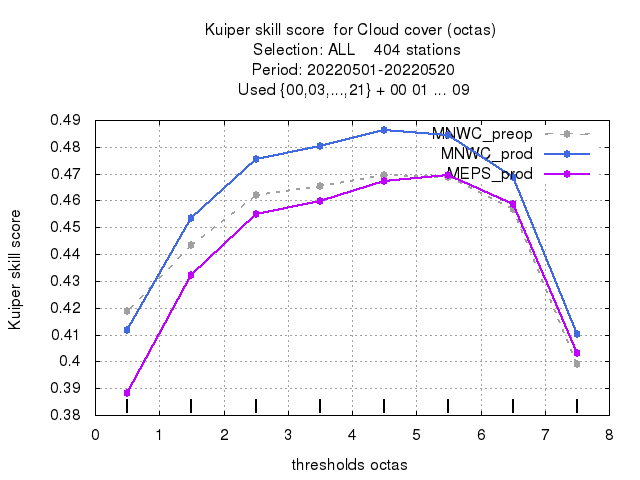 Kuiper skill score  for Cloud cover (octas)
Selection: ALL    404 stations
Period: 20220501-20220520
Used {00,03,...,21} + 00 01 ... 09
MNWC_preop
MNWC_prod
MEPS_prod
Kuiper skill score
0.49
0.48
0.47
0.46
0.45
0.44
0.43
0.42
0.41
0.4
0.39
0.38
0 1 2 3 4 5 6 7 8
thresholds octas